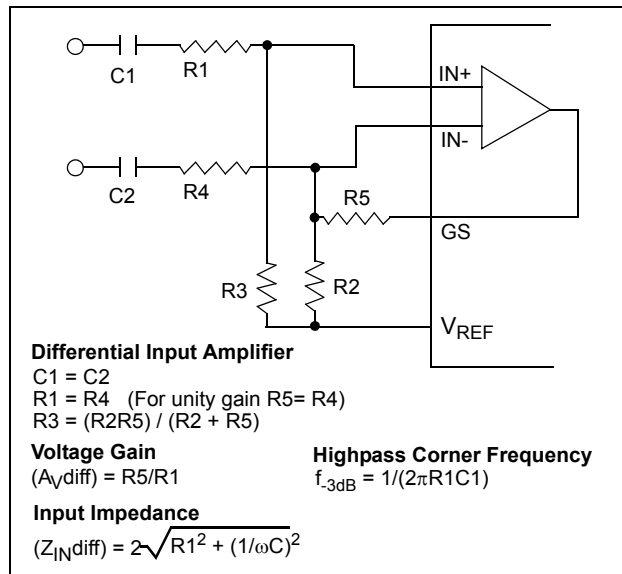 C1
R1
IN+
IN-
C2
R4
R5
GS
R3
R2
VREF
Differential Input Amplifier
C1 = C2
R1 = R4 (For unity gain R5= R4)
R3 = (R2R5) / (R2 + R5)
Voltage Gain
(AVdiff) = R5/R1
Highpass Corner Frequency
f-3dB = 1/(2πR1C1)
Input Impedance
(ZINdiff) = 2√R1² + (1/ωC)²